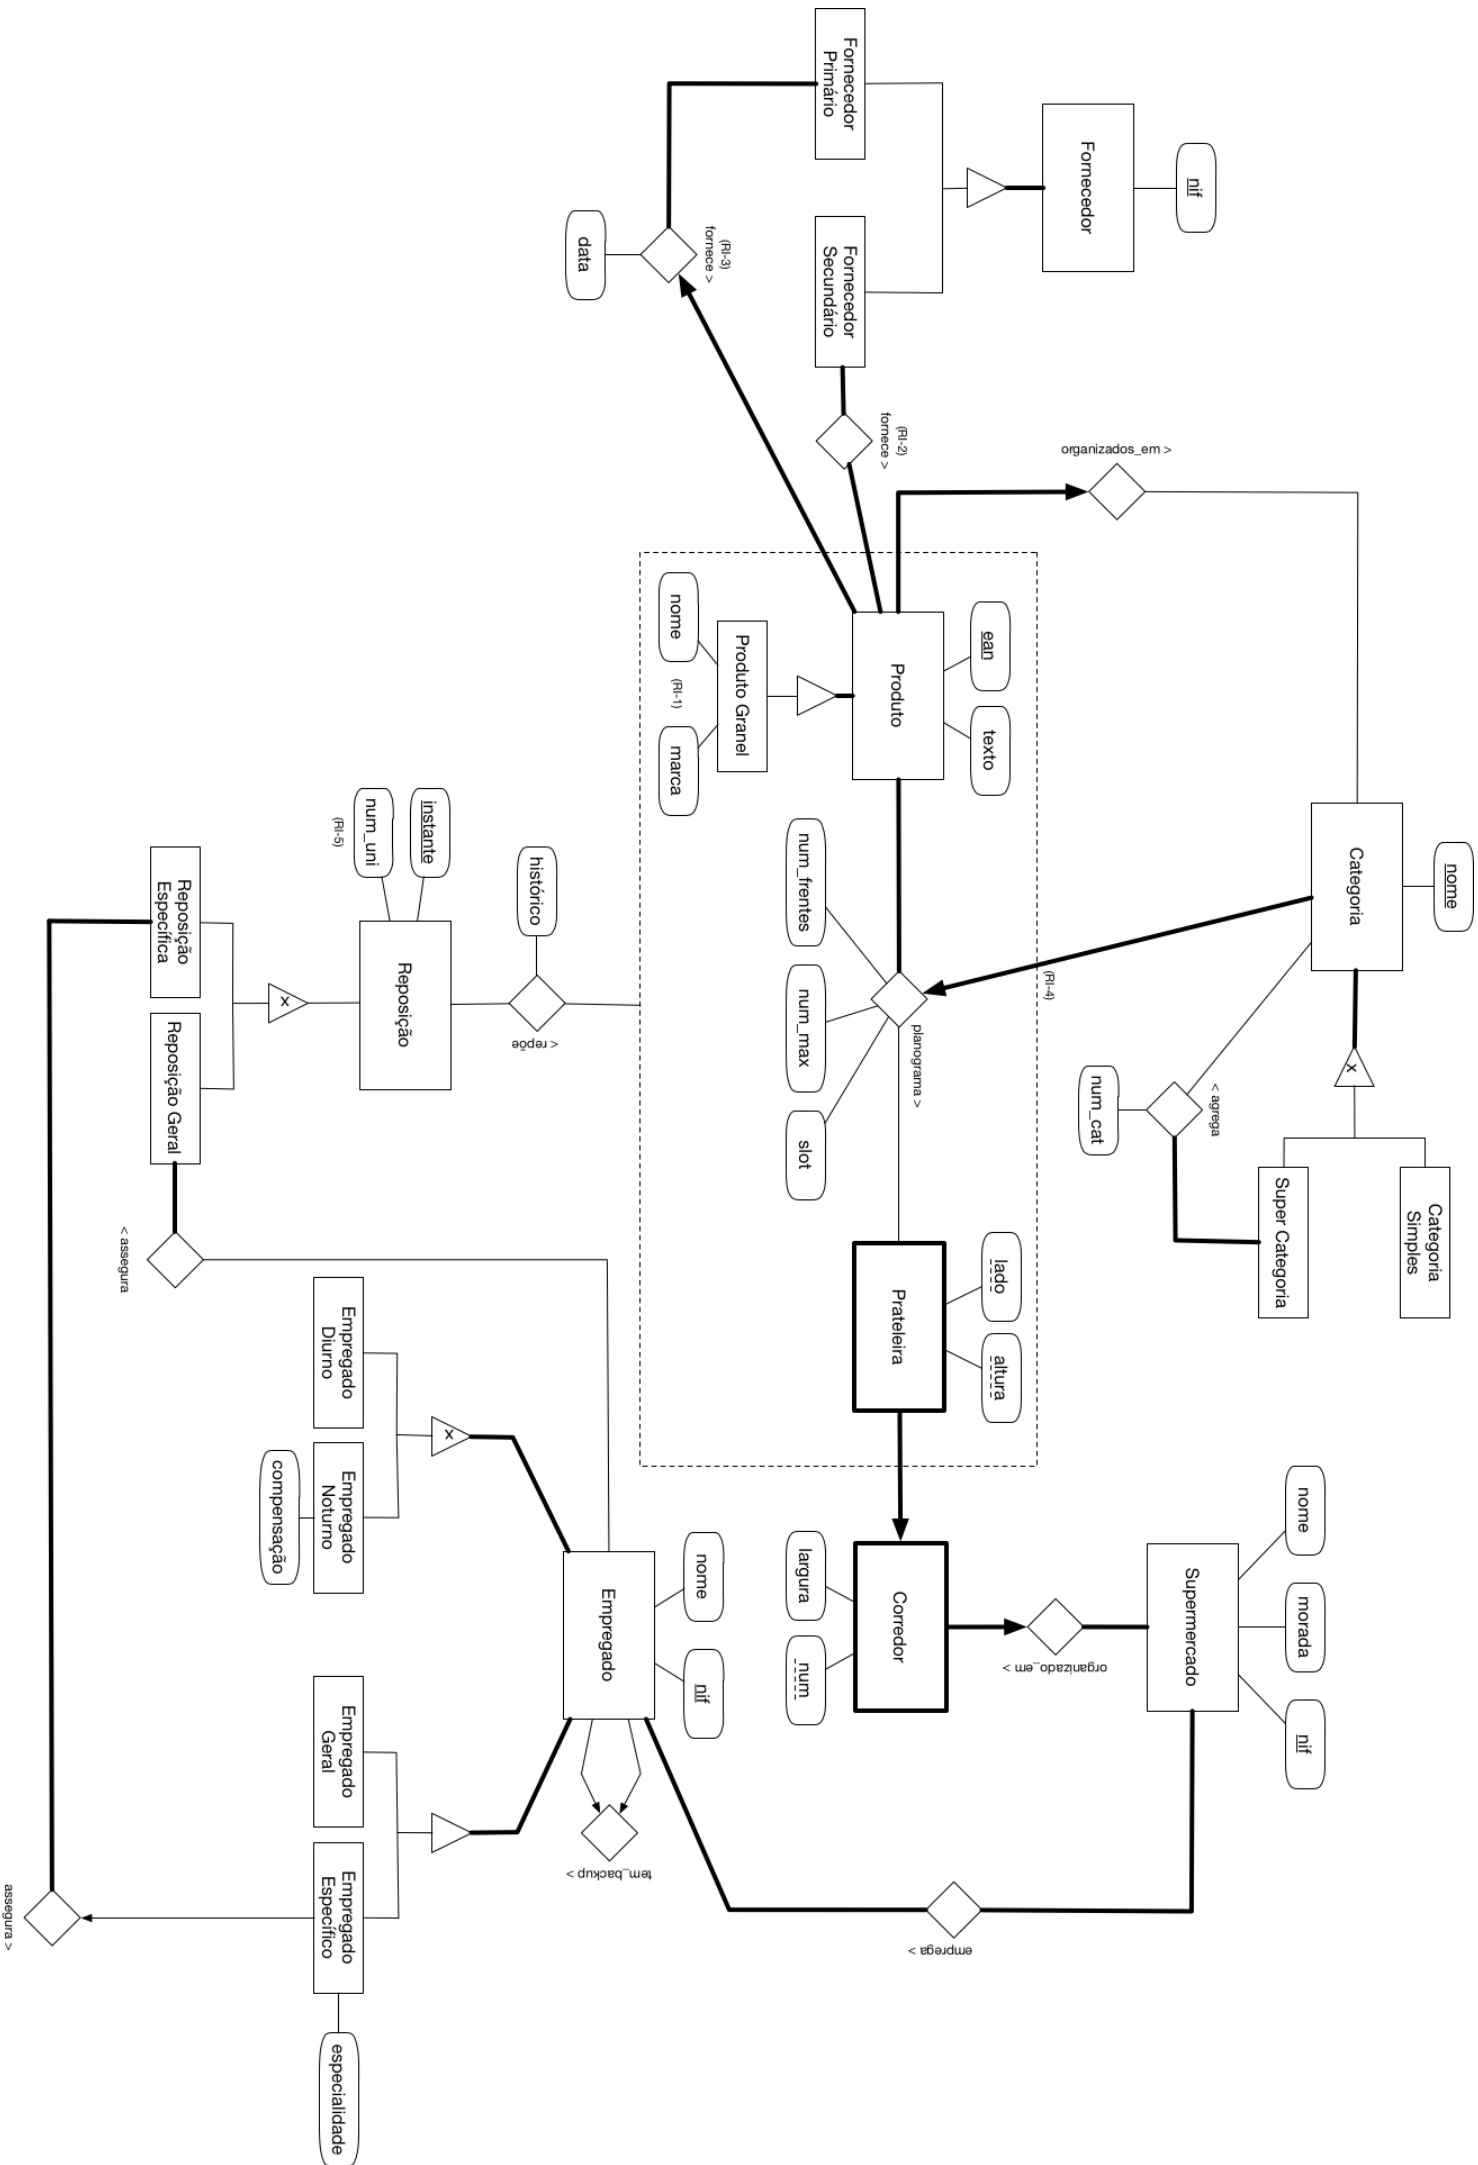 nome
Categoria
Simples
Categoria
x
nome
morada
nif
Super Categoria
< agrega
nif
Supermercado
organizados_em >
Fornecedor
num_cat
organizado_em >
(RI-4)
lado
altura
ean
texto
emprega >
planograma >
(RI-2)
fornece >
Produto
Prateleira
Corredor
Fornecedor
Primário
Fornecedor
Secundário
num_frentes
num_max
slot
largura
num
Produto Granel
(RI-3)
fornece >
nome
(RI-1)
marca
nome
nif
Empregado
tem_backup >
data
histórico
< repõe
instante
num_uni
(RI-5)
Reposição
x
x
Empregado
Diurno
Empregado
Noturno
Empregado
Geral
Empregado
Específico
especialidade
compensação
Reposição
Específica
Reposição Geral
< assegura
assegura >